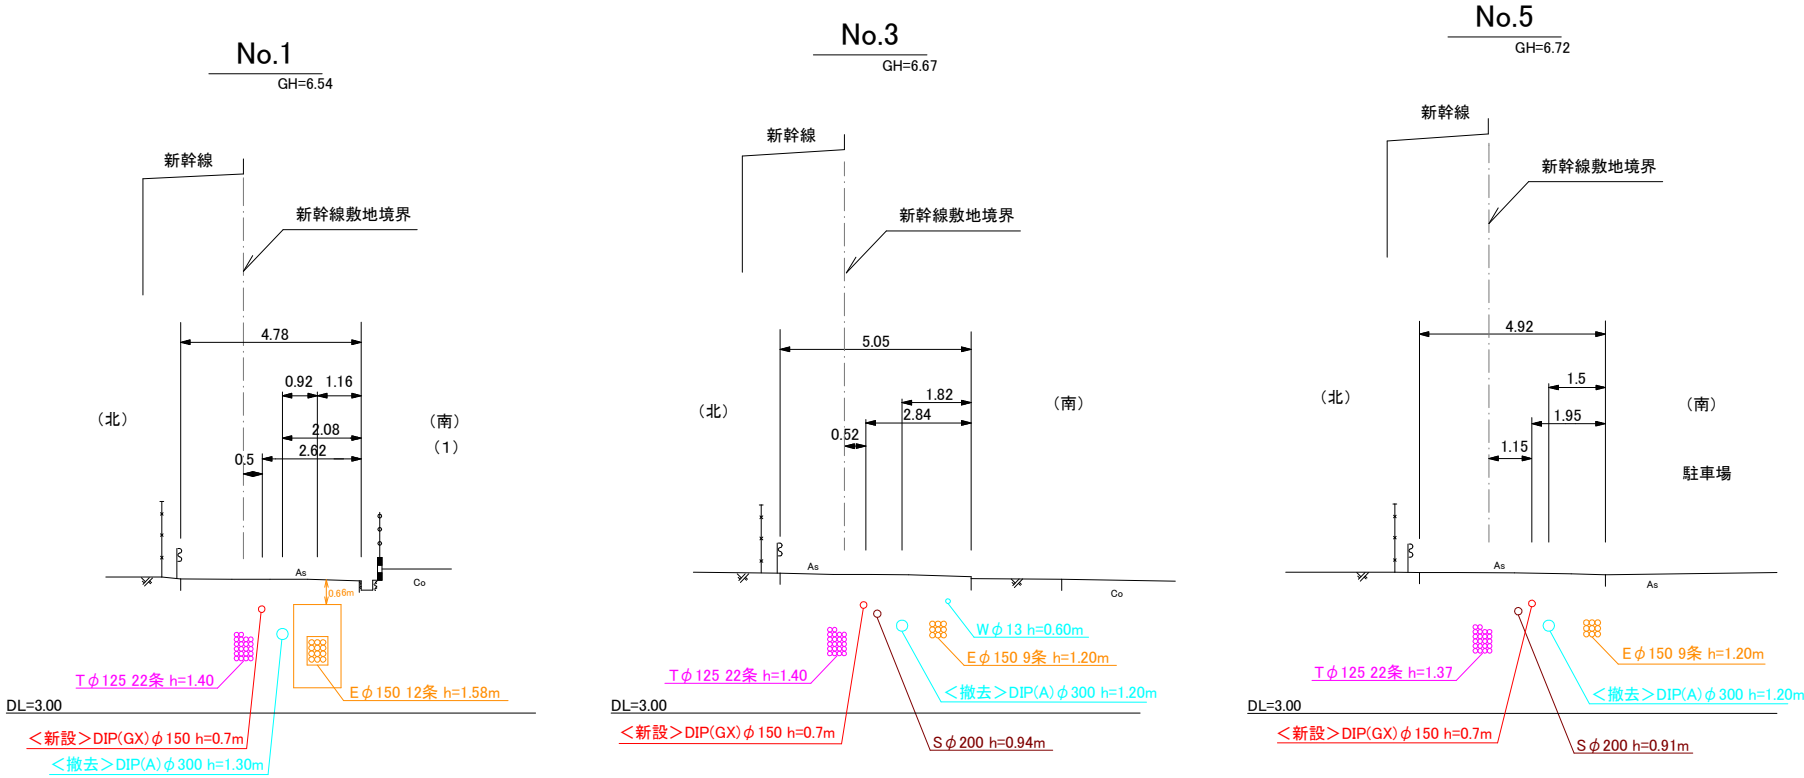 No.1
GH=6.54
新幹線
新幹線敷地境界
4.78
0.92
1.16
(北)
(南)
(1)
2.08
2.62
0.5
As
Co
0.66m
Tφ125 22条 h=1.40
Eφ150 12条 h=1.58m
DL=3.00
<新設>DIP(GX)φ150 h=0.7m
<撤去>DIP(A)φ300 h=1.30m
No.3
GH=6.67
新幹線
新幹線敷地境界
5.05
1.82
(北)
(南)
2.84
0.52
As
Co
Wφ13 h=0.60m
Eφ150 9条 h=1.20m
Tφ125 22条 h=1.40
<撤去>DIP(A)φ300 h=1.20m
DL=3.00
<新設>DIP(GX)φ150 h=0.7m
Sφ200 h=0.94m
No.5
GH=6.72
新幹線
新幹線敷地境界
4.92
1.5
(北)
(南)
1.95
1.15
駐車場
As
As
Eφ150 9条 h=1.20m
Tφ125 22条 h=1.37
<撤去>DIP(A)φ300 h=1.20m
DL=3.00
<新設>DIP(GX)φ150 h=0.7m
Sφ200 h=0.91m